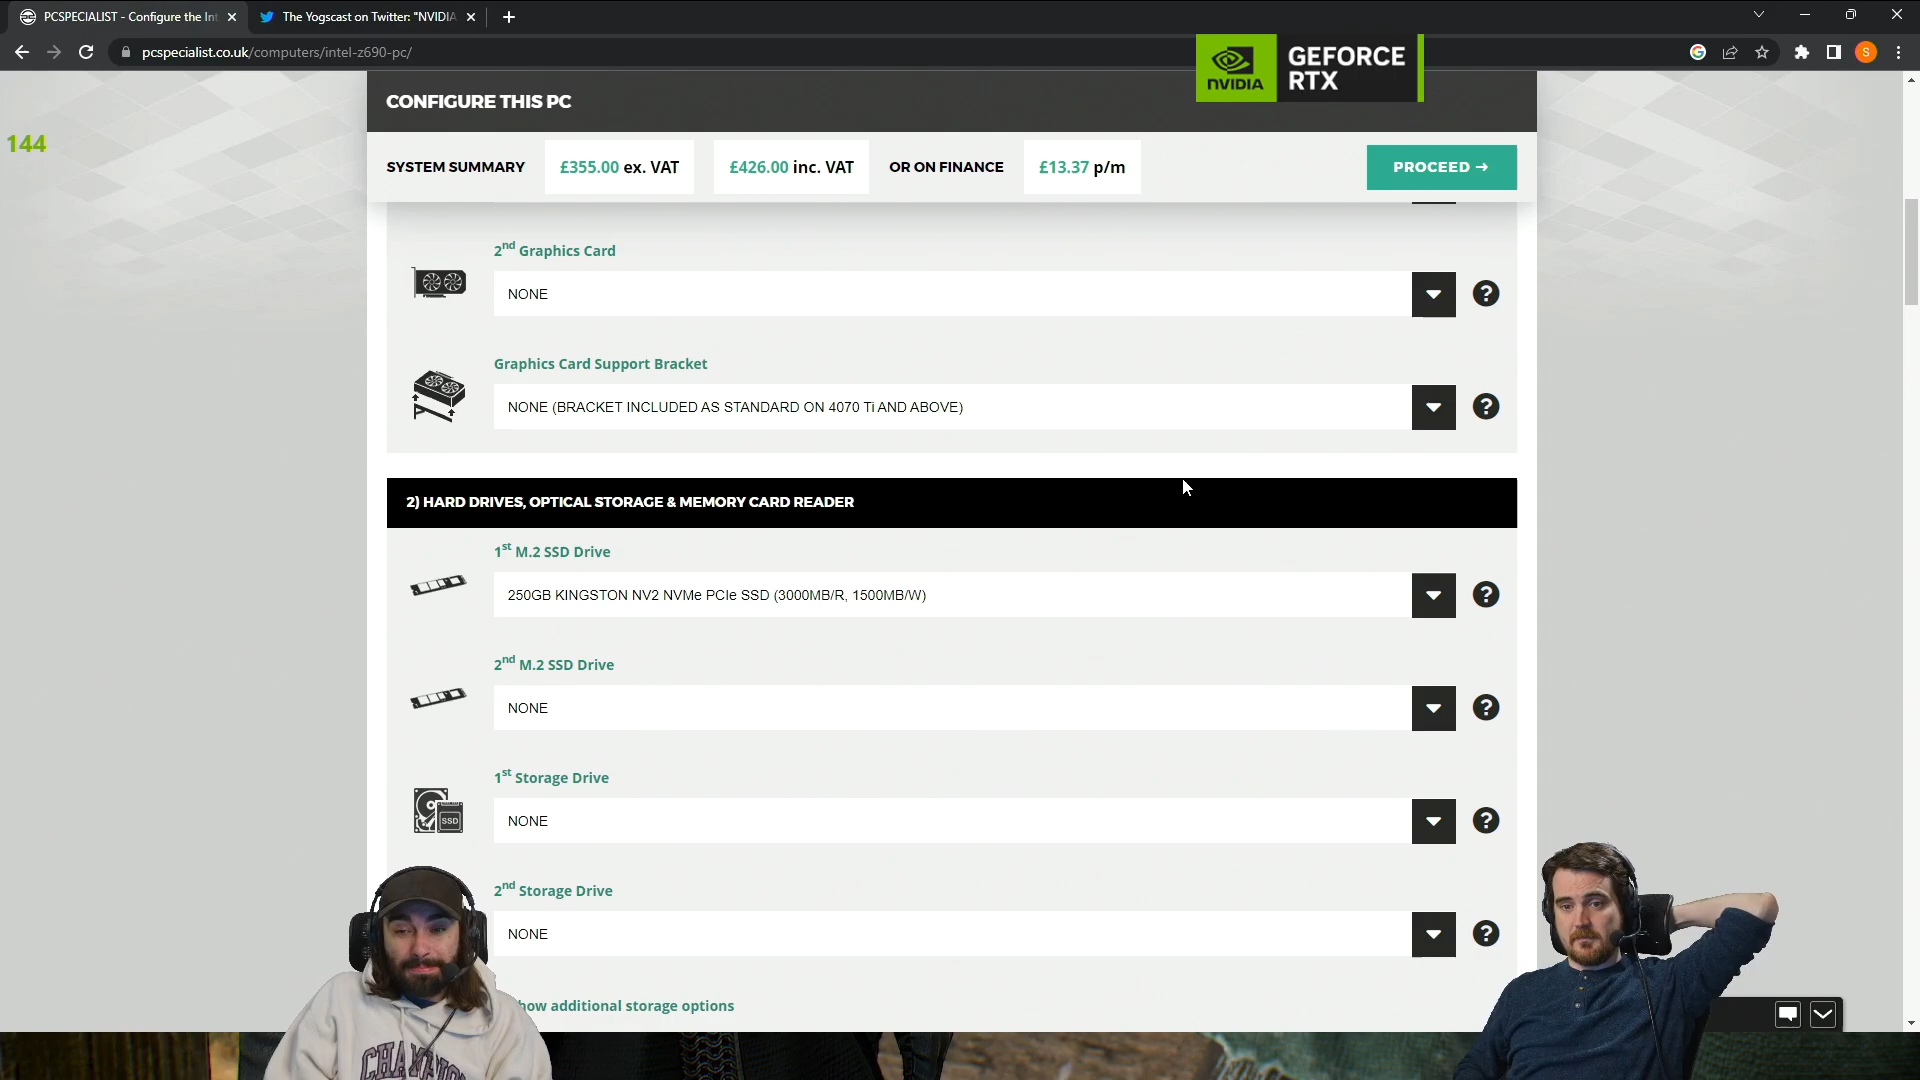 PCSPECIALIST - Configure the Int
The Yogscast on Twitter: "NVIDIA
pcspecialist.co.uk/computers/intel-z690-pc/
S
NVIDIA
GEFORCE
RTX
CONFIGURE THIS PC
144
SYSTEM SUMMARY £355.00 ex. VAT £426.00 inc. VAT OR ON FINANCE £13.37 p/m PROCEED →
2nd Graphics Card
NONE
?
Graphics Card Support Bracket
NONE (BRACKET INCLUDED AS STANDARD ON 4070 Ti AND ABOVE)
?
2) HARD DRIVES, OPTICAL STORAGE & MEMORY CARD READER
1st M.2 SSD Drive
250GB KINGSTON NV2 NVMe PCIe SSD (3000MB/R, 1500MB/W)
?
2nd M.2 SSD Drive
NONE
?
1st Storage Drive
SSD
NONE
?
2nd Storage Drive
NONE
?
how additional storage options
CHAMPION